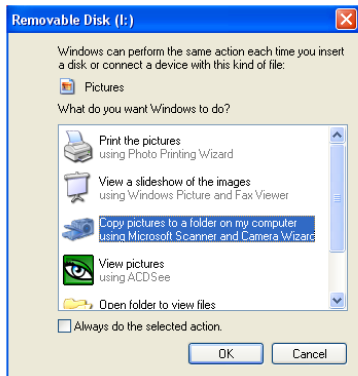 Removable Disk (I:)
Windows can perform the same action each time you insert
a disk or connect a device with this kind of file:
Pictures
What do you want Windows to do?
Print the pictures
using Photo Printing Wizard
View a slideshow of the images
using Windows Picture and Fax Viewer
Copy pictures to a folder on my computer
using Microsoft Scanner and Camera Wizard
View pictures
using ACDSee
Open folder to view files
Always do the selected action.
OK
Cancel